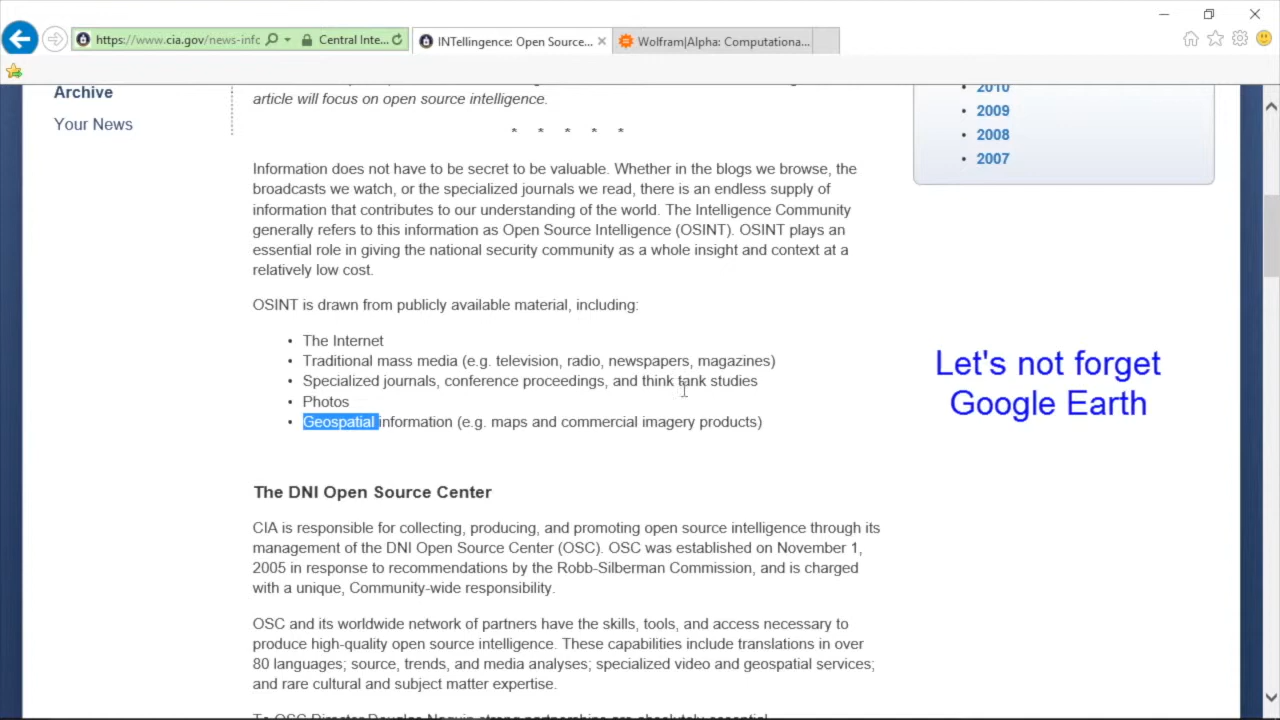 https://www.cia.gov/news-info
Central Inte...
INTellingence: Open Source...
Wolfram|Alpha: Computationa...
Archive
Your News
article will focus on open source intelligence.
* * * * *
2010
2009
2008
2007
Information does not have to be secret to be valuable. Whether in the blogs we browse, the
broadcasts we watch, or the specialized journals we read, there is an endless supply of
information that contributes to our understanding of the world. The Intelligence Community
generally refers to this information as Open Source Intelligence (OSINT). OSINT plays an
essential role in giving the national security community as a whole insight and context at a
relatively low cost.
OSINT is drawn from publicly available material, including:
• The Internet
• Traditional mass media (e.g. television, radio, newspapers, magazines)
• Specialized journals, conference proceedings, and think tank studies
• Photos
• Geospatial information (e.g. maps and commercial imagery products)
Let's not forget
Google Earth
The DNI Open Source Center
CIA is responsible for collecting, producing, and promoting open source intelligence through its
management of the DNI Open Source Center (OSC). OSC was established on November 1,
2005 in response to recommendations by the Robb-Silberman Commission, and is charged
with a unique, Community-wide responsibility.
OSC and its worldwide network of partners have the skills, tools, and access necessary to
produce high-quality open source intelligence. These capabilities include translations in over
80 languages; source, trends, and media analyses; specialized video and geospatial services;
and rare cultural and subject matter expertise.
To OSC Director Douglas Naquin strong partnerships are absolutely essential